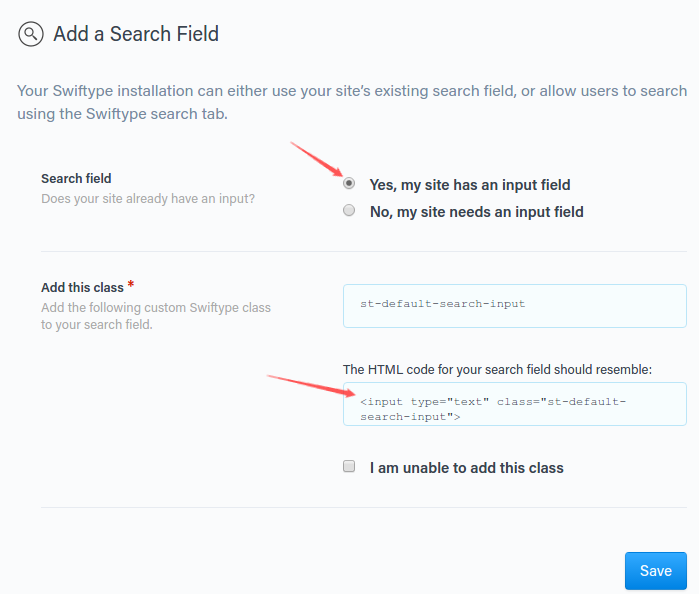 Add a Search Field
Your Swiftype installation can either use your site's existing search field, or allow users to search
using the Swiftype search tab.
Search field
Does your site already have an input?
Yes, my site has an input field
No, my site needs an input field
Add this class *
Add the following custom Swiftype class
to your search field.
st-default-search-input
The HTML code for your search field should resemble:
<input type="text" class="st-default-
search-input">
I am unable to add this class
Save